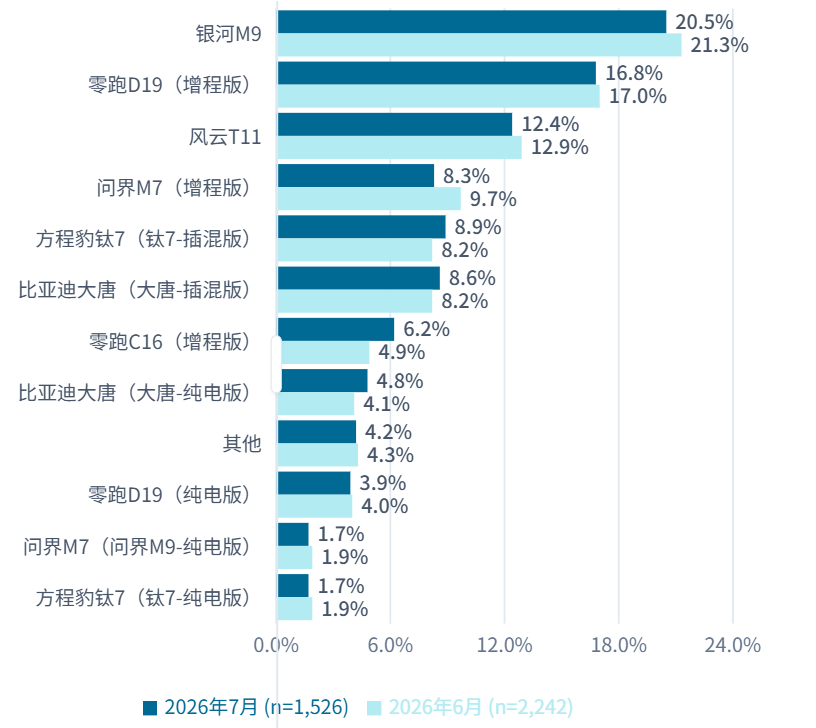 银河M9
20.5%
21.3%
零跑D19（增程版）
16.8%
17.0%
风云T11
12.4%
12.9%
问界M7（增程版）
8.3%
9.7%
方程豹钛7（钛7-插混版）
8.9%
8.2%
比亚迪大唐（大唐-插混版）
8.6%
8.2%
零跑C16（增程版）
6.2%
4.9%
比亚迪大唐（大唐-纯电版）
4.8%
4.1%
其他
4.2%
4.3%
零跑D19（纯电版）
3.9%
4.0%
问界M7（问界M9-纯电版）
1.7%
1.9%
方程豹钛7（钛7-纯电版）
1.7%
1.9%
0.0% 6.0% 12.0% 18.0% 24.0%
2026年7月 (n=1,526) 2026年6月 (n=2,242)